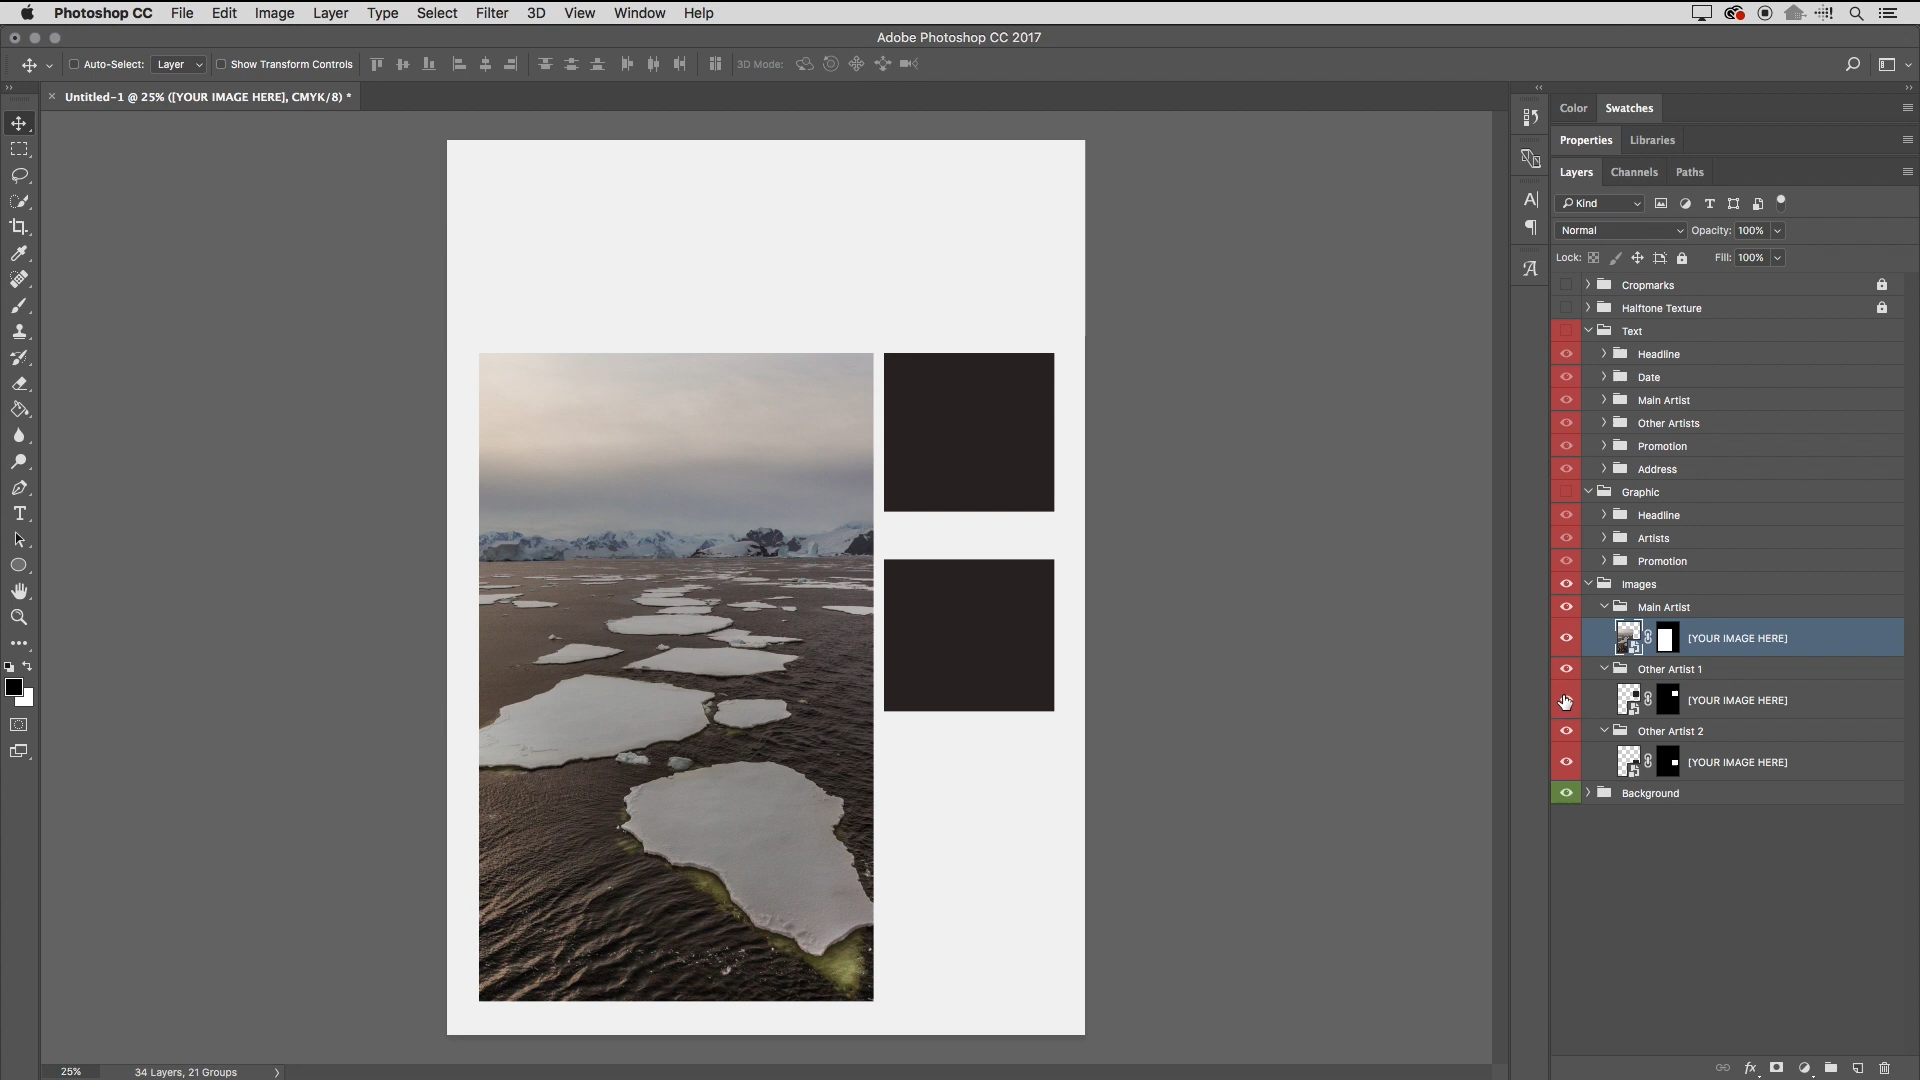 Photoshop CC File Edit Image Layer Type Select Filter 3D View Window Help
Adobe Photoshop CC 2017
Auto-Select: Layer Show Transform Controls 3D Mode:
× Untitled-1 @ 25% ([YOUR IMAGE HERE], CMYK/8) *
Color Swatches
Properties Libraries
Layers Channels Paths
Kind
Normal Opacity: 100%
Lock: Fill: 100%
Cropmarks
Halftone Texture
Text
Headline
Date
Main Artist
Other Artists
Promotion
Address
Graphic
Headline
Artists
Promotion
Images
Main Artist
[YOUR IMAGE HERE]
Other Artist 1
[YOUR IMAGE HERE]
Other Artist 2
[YOUR IMAGE HERE]
Background
25% 34 Layers, 21 Groups